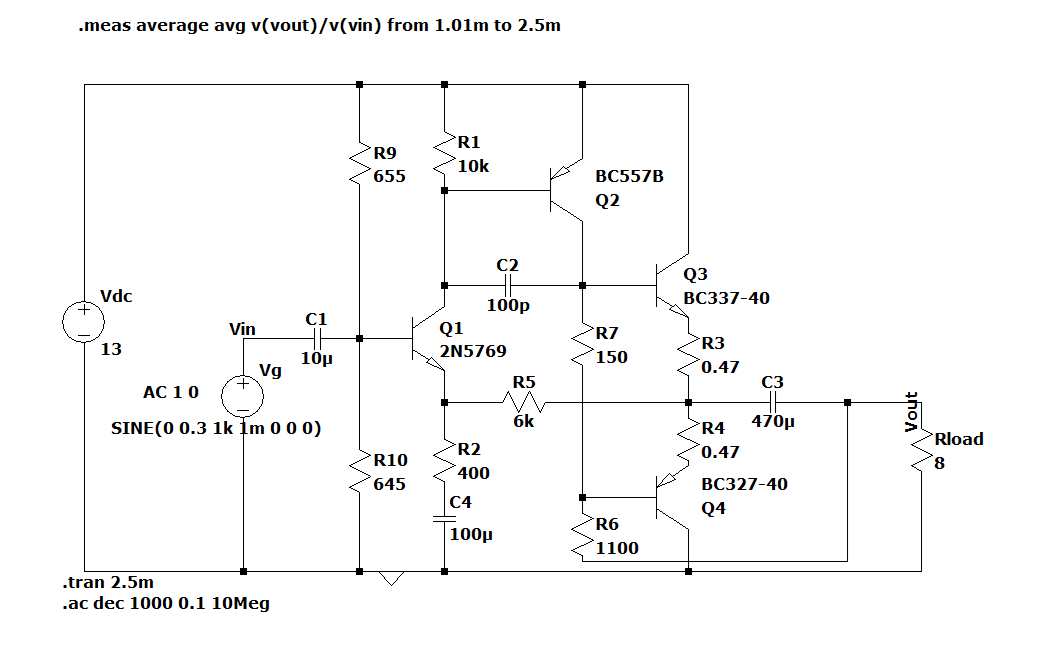 .meas average avg v(vout)/v(vin) from 1.01m to 2.5m
R9
655
R1
10k
BC557B
Q2
Vdc
13
C2
100p
Q3
BC337-40
Vin
C1
10µ
Q1
2N5769
R7
150
R3
0.47
Vg
AC 1 0
SINE(0 0.3 1k 1m 0 0 0)
R5
6k
C3
470µ
Vout
Rload
8
R10
645
R2
400
R4
0.47
C4
100µ
BC327-40
Q4
R6
1100
.tran 2.5m
.ac dec 1000 0.1 10Meg